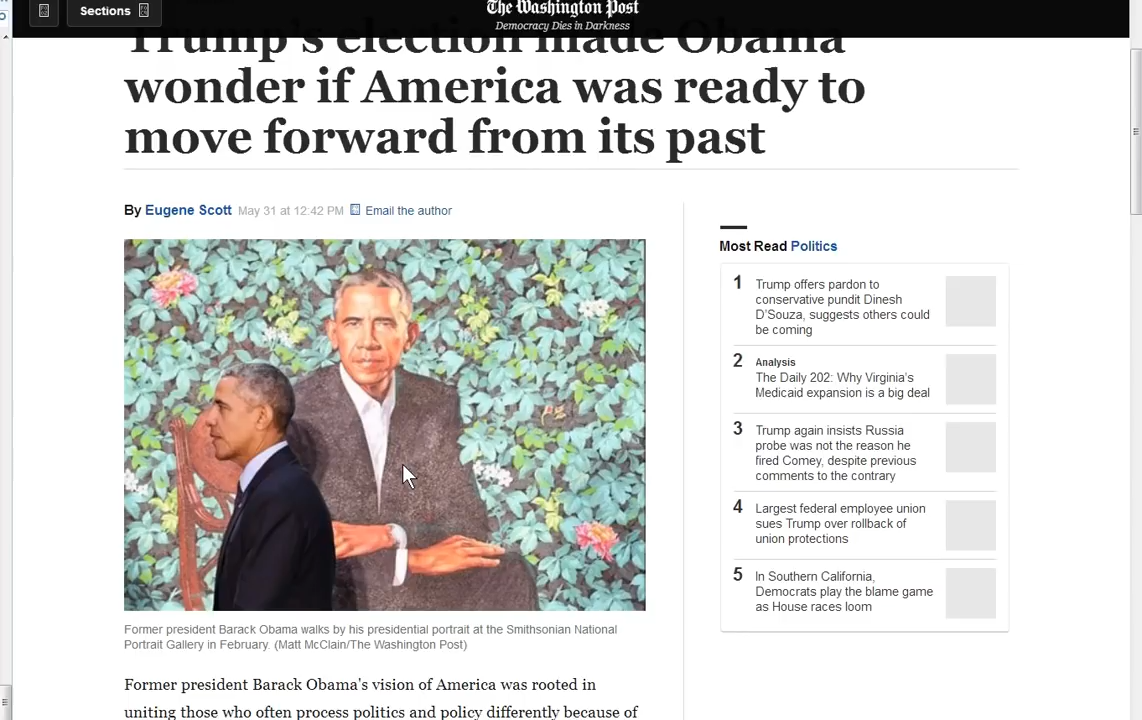 Sections
The Washington Post
Democracy Dies in Darkness
Trump's election made Obama
wonder if America was ready to
move forward from its past
By Eugene Scott May 31 at 12:42 PM Email the author
Former president Barack Obama walks by his presidential portrait at the Smithsonian National
Portrait Gallery in February. (Matt McClain/The Washington Post)
Former president Barack Obama's vision of America was rooted in
uniting those who often process politics and policy differently because of
Most Read Politics
1
Trump offers pardon to
conservative pundit Dinesh
D'Souza, suggests others could
be coming
2
Analysis
The Daily 202: Why Virginia's
Medicaid expansion is a big deal
3
Trump again insists Russia
probe was not the reason he
fired Comey, despite previous
comments to the contrary
4
Largest federal employee union
sues Trump over rollback of
union protections
5
In Southern California,
Democrats play the blame game
as House races loom